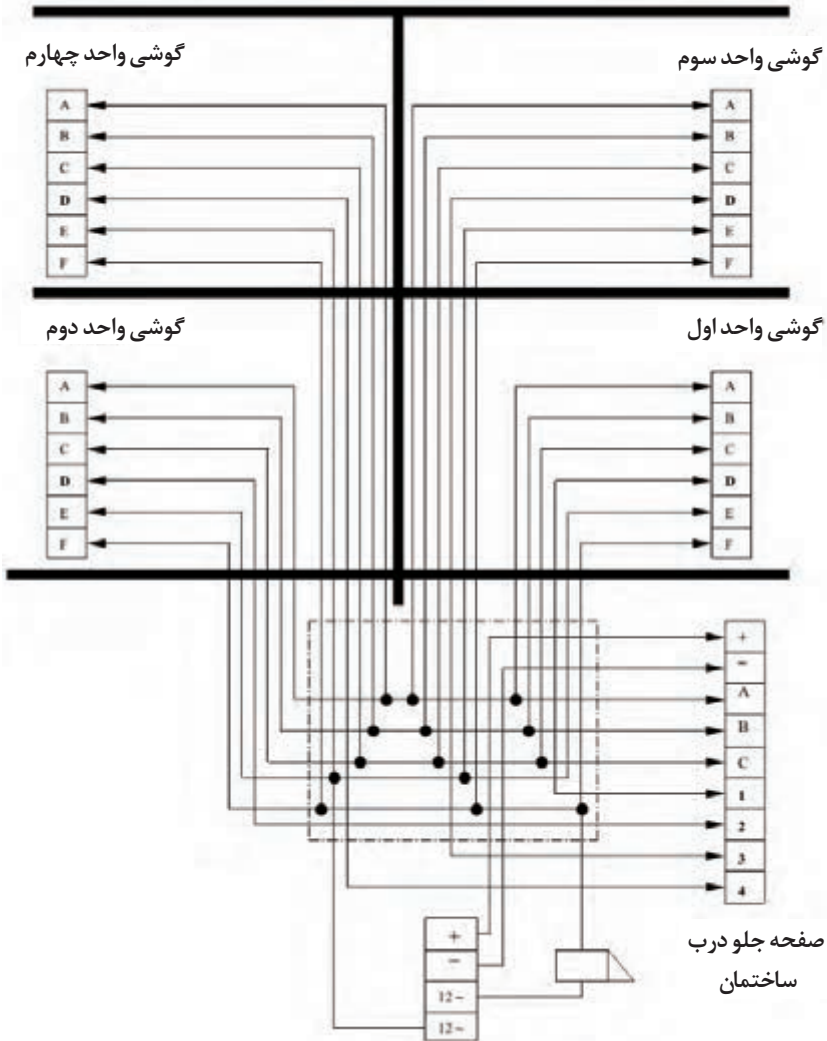 گوشی واحد چهارم
A
B
C
D
E
F
گوشی واحد سوم
A
B
C
D
E
F
گوشی واحد دوم
A
B
C
D
E
F
گوشی واحد اول
A
B
C
D
E
F
+
-
A
B
C
1
2
3
4
صفحه جلو درب
ساختمان
+
-
12~
12~